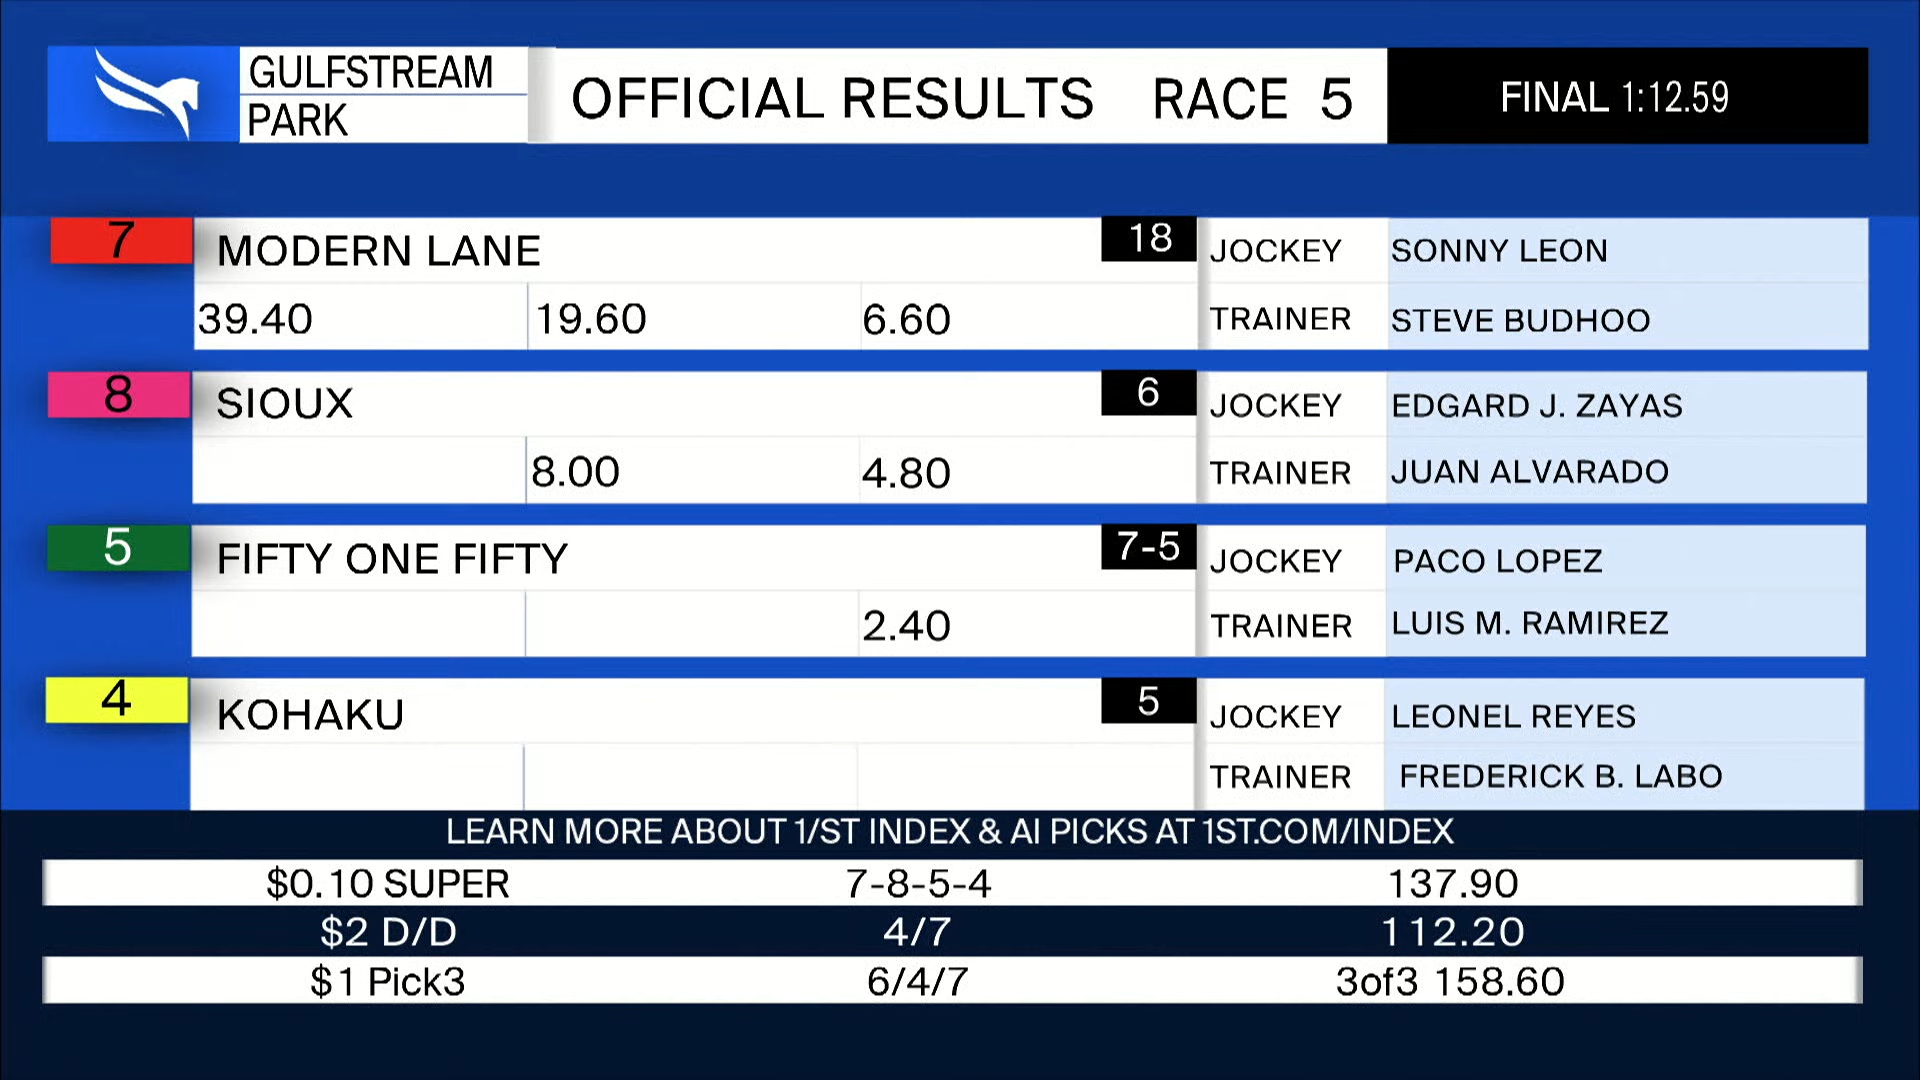 GULFSTREAM
PARK
OFFICIAL RESULTS RACE 5
FINAL 1:12.59
7 MODERN LANE 18 JOCKEY SONNY LEON
39.40 19.60 6.60 TRAINER STEVE BUDHOO
8 SIOUX 6 JOCKEY EDGARD J. ZAYAS
8.00 4.80 TRAINER JUAN ALVARADO
5 FIFTY ONE FIFTY 7-5 JOCKEY PACO LOPEZ
2.40 TRAINER LUIS M. RAMIREZ
4 KOHAKU 5 JOCKEY LEONEL REYES
TRAINER FREDERICK B. LABO
LEARN MORE ABOUT 1/ST INDEX & AI PICKS AT 1ST.COM/INDEX
$0.10 SUPER 7-8-5-4 137.90
$2 D/D 4/7 112.20
$1 Pick3 6/4/7 3of3 158.60